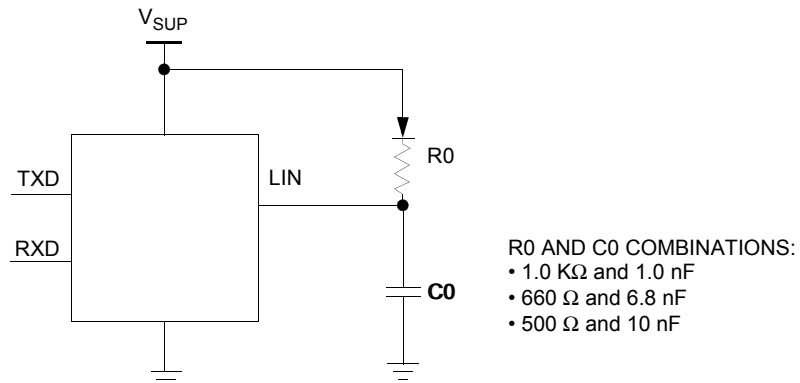 VSUP
R0
TXD
LIN
RXD
C0
R0 AND C0 COMBINATIONS:
• 1.0 KΩ and 1.0 nF
• 660 Ω and 6.8 nF
• 500 Ω and 10 nF